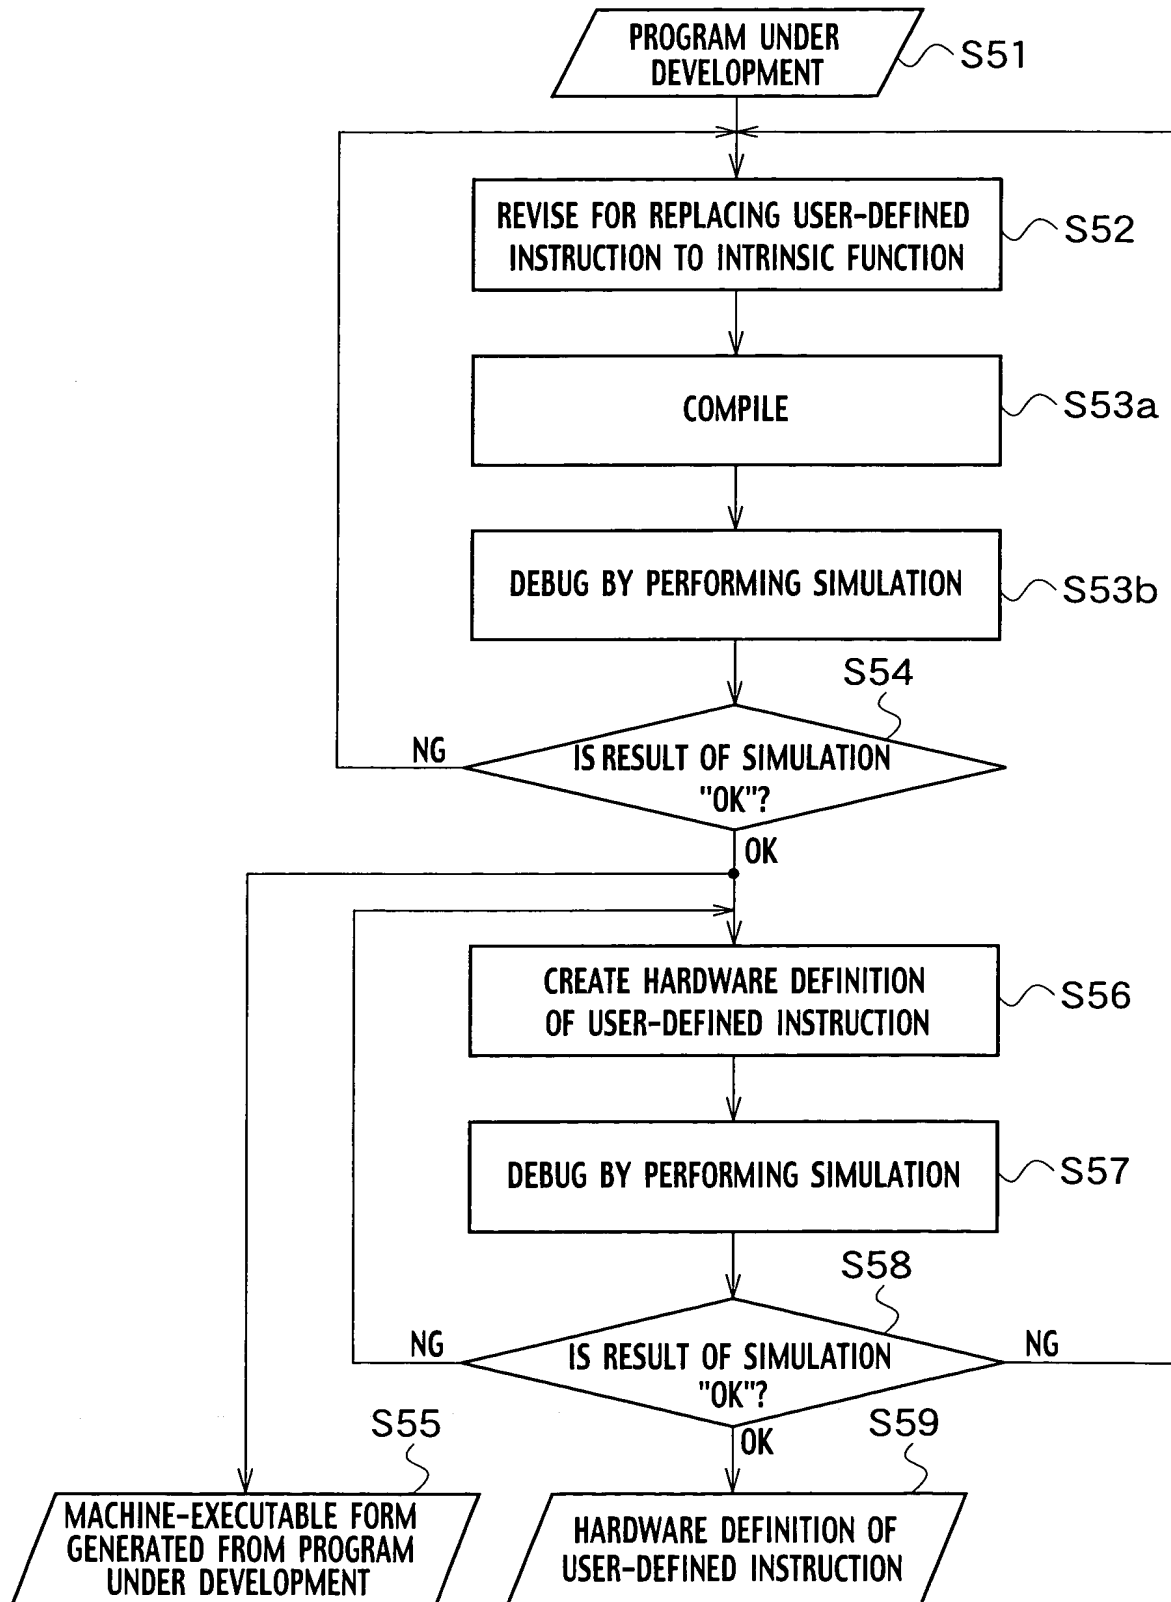 PROGRAM UNDER
DEVELOPMENT
S51
REVISE FOR REPLACING USER-DEFINED
INSTRUCTION TO INTRINSIC FUNCTION
S52
COMPILE
S53a
DEBUG BY PERFORMING SIMULATION
S53b
S54
NG
IS RESULT OF SIMULATION
"OK"?
OK
CREATE HARDWARE DEFINITION
OF USER-DEFINED INSTRUCTION
S56
DEBUG BY PERFORMING SIMULATION
S57
S58
NG
IS RESULT OF SIMULATION
"OK"?
NG
OK
S55
MACHINE-EXECUTABLE FORM
GENERATED FROM PROGRAM
UNDER DEVELOPMENT
S59
HARDWARE DEFINITION OF
USER-DEFINED INSTRUCTION